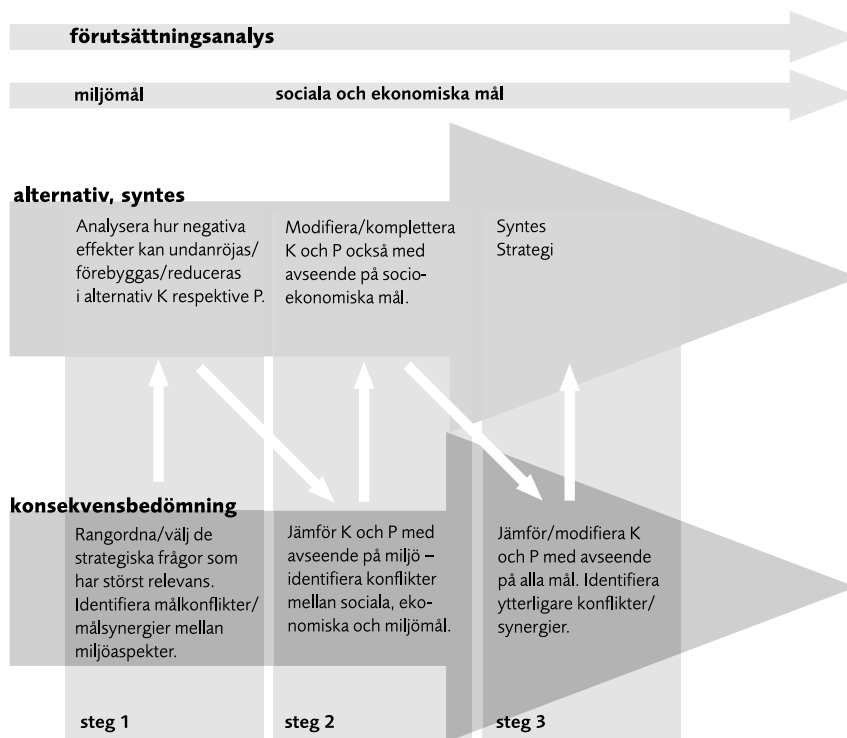 förutsättningsanalys
miljömål
sociala och ekonomiska mål
alternativ, syntes
Analysera hur negativa
effekter kan undanröjas/
förebyggas/reduceras
i alternativ K respektive P.
Modifiera/komplettera
K och P också med
avseende på socio-
ekonomiska mål.
Syntes
Strategi
konsekvensbedömning
Rangordna/välj de
strategiska frågor som
har störst relevans.
Identifiera målkonflikter/
målsynergier mellan
miljöaspekter.
Jämför K och P med
avseende på miljö –
identifiera konflikter
mellan sociala, eko-
nomiska och miljömål.
Jämför/modifiera K
och P med avseende
på alla mål. Identifiera
ytterligare konflikter/
synergier.
steg 1
steg 2
steg 3